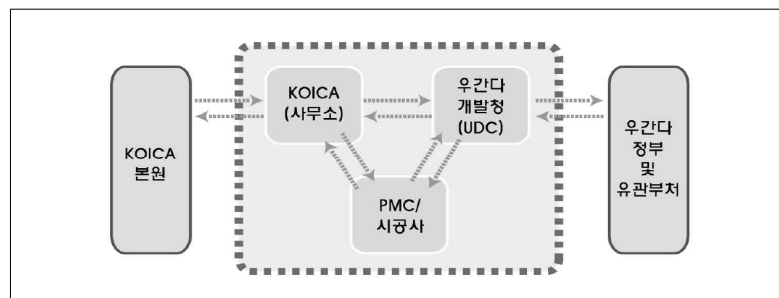 KOICA
본원
KOICA
(사무소)
우간다
개발청
(UDC)
PMC/
시공사
우간다
정부
및
유관부처